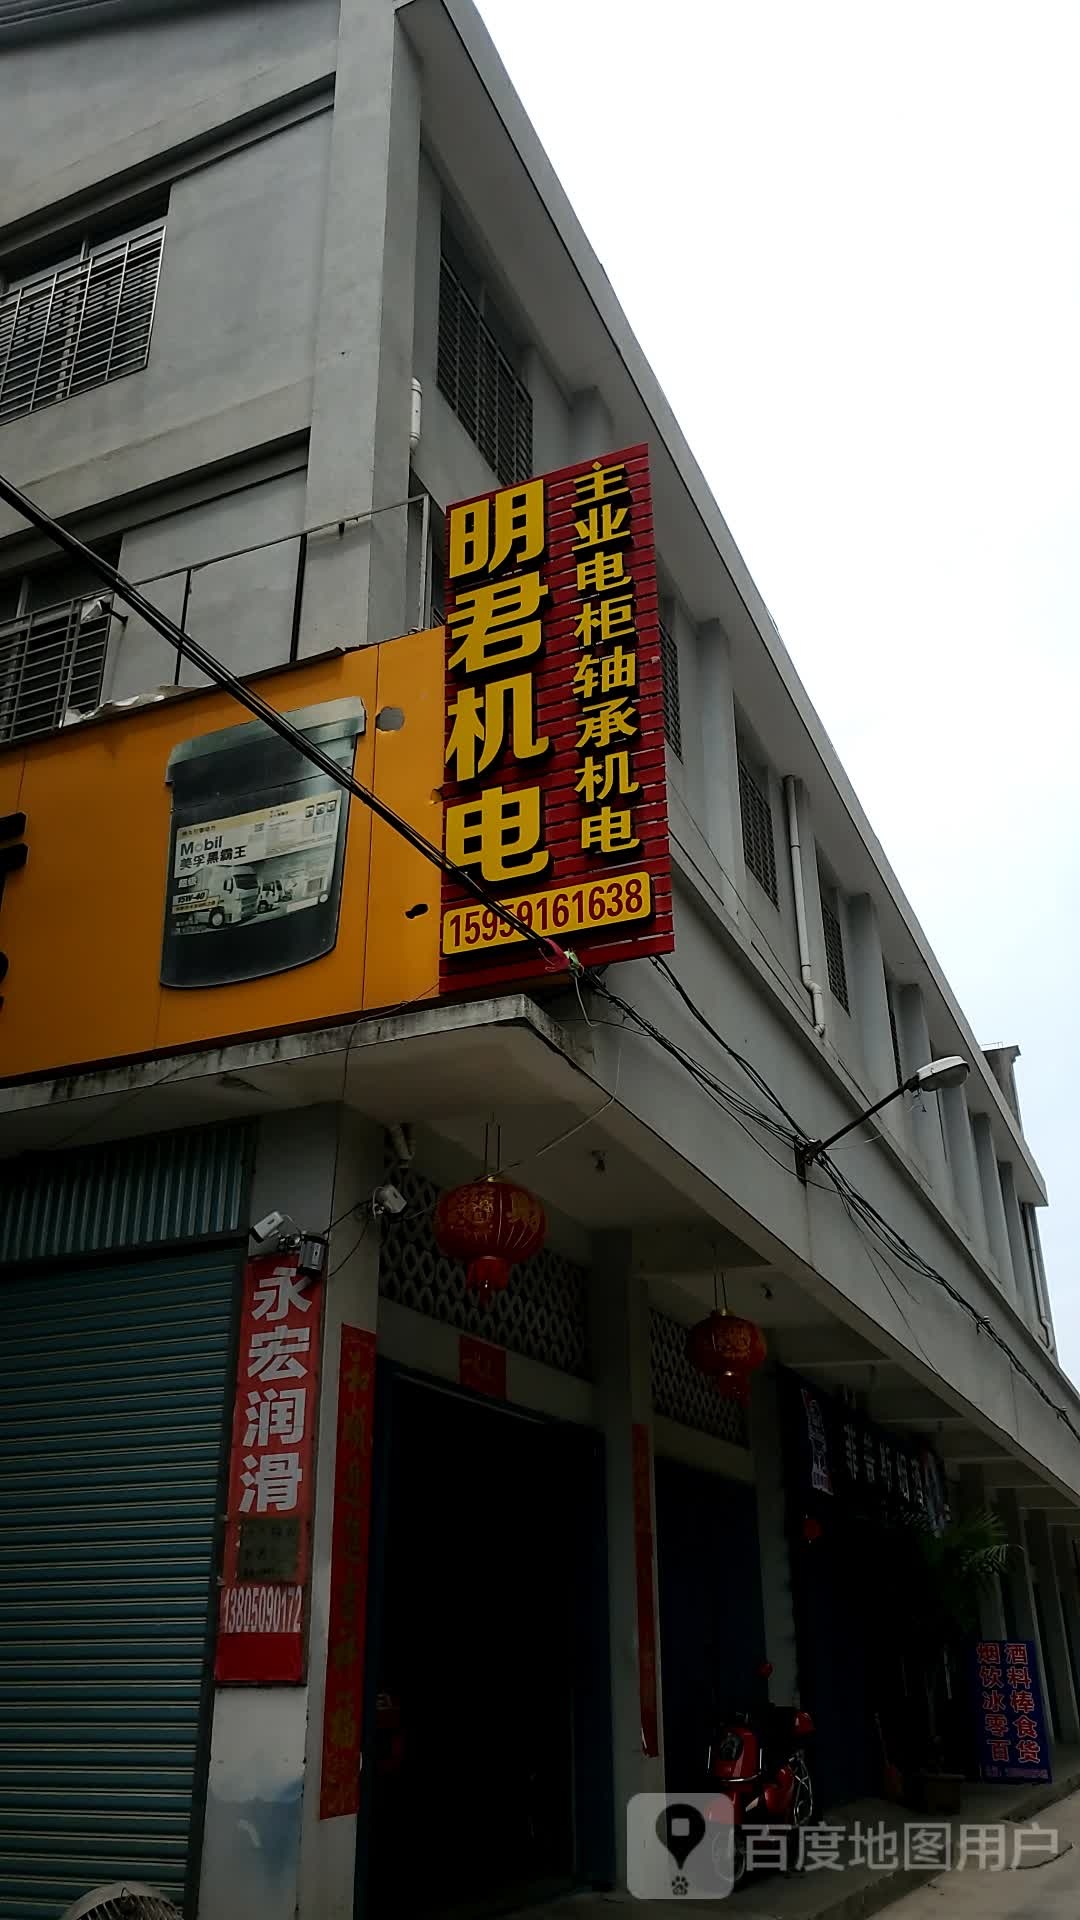 主业电柜轴承机电
明君机电
15959161638
Mobil
美孚黑霸王
15W-40
永宏润滑
13805090172
烟酒
饮料
冰棒
零食
百货
百度地图用户